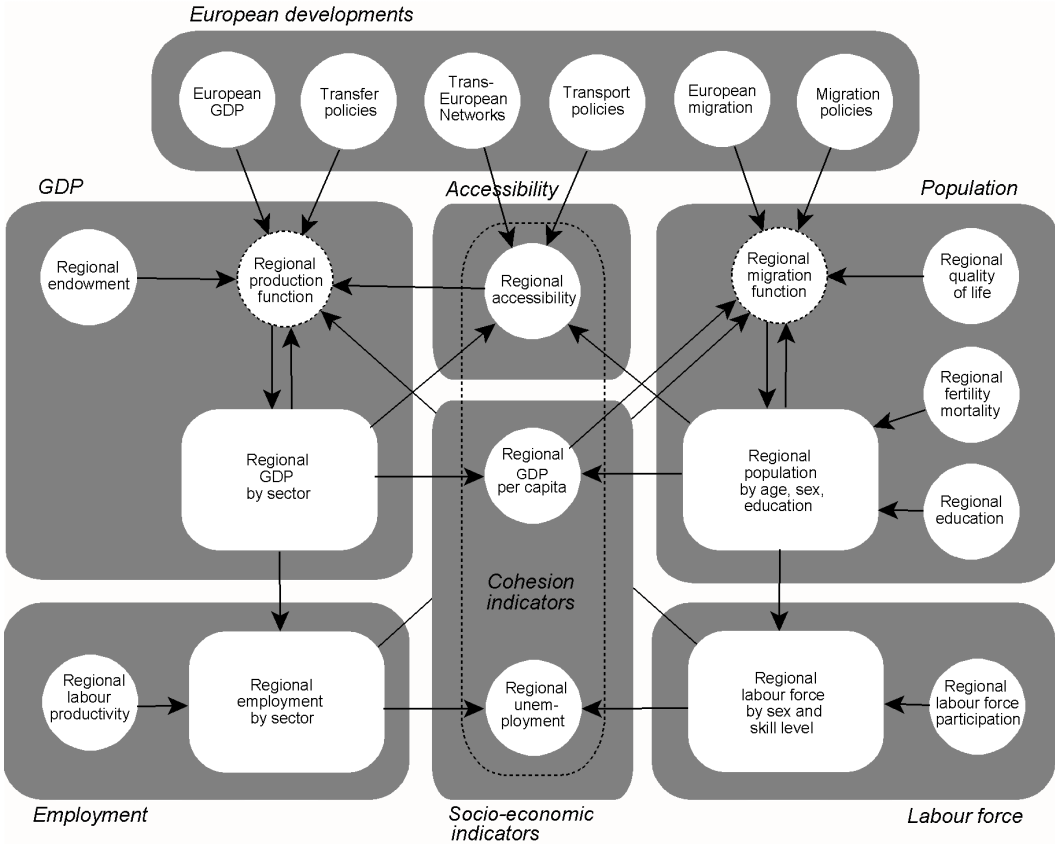 European developments
European
GDP
Transfer
policies
Trans-
European
Networks
Transport
policies
European
migration
Migration
policies
GDP
Accessibility
Population
Regional
endowment
Regional
production
function
Regional
accessibility
Regional
migration
function
Regional
quality
of life
Regional
fertility
mortality
Regional
GDP
by sector
Regional
GDP
per capita
Regional
population
by age, sex,
education
Regional
education
Cohesion
indicators
Regional
labour
productivity
Regional
employment
by sector
Regional
unem-
ployment
Regional
labour force
by sex and
skill level
Regional
labour force
participation
Employment
Socio-economic
indicators
Labour force